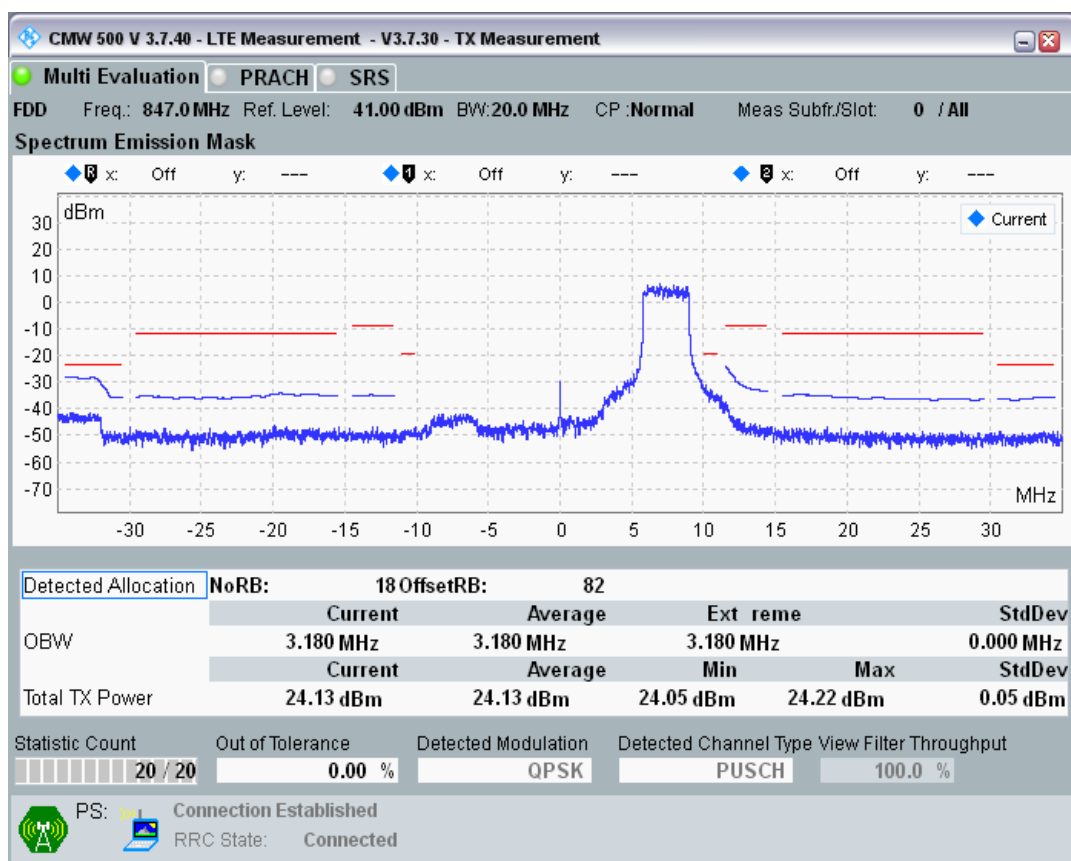 CMW 500 V 3.7.40 - LTE Measurement - V3.7.30 - TX Measurement
Multi Evaluation PRACH SRS
FDD Freq.: 847.0 MHz Ref. Level: 41.00 dBm BW:20.0 MHz CP :Normal Meas Subfr./Slot: 0 / All
Spectrum Emission Mask
R x: Off y: --- 1 x: Off y: --- 2 x: Off y: ---
dBm
Current
30
20
10
0
-10
-20
-30
-40
-50
-60
-70
MHz
-30 -25 -20 -15 -10 -5 0 5 10 15 20 25 30
Detected Allocation NoRB: 18 OffsetRB: 82
Current Average Ext reme StdDev
OBW 3.180 MHz 3.180 MHz 3.180 MHz 0.000 MHz
Current Average Min Max StdDev
Total TX Power 24.13 dBm 24.13 dBm 24.05 dBm 24.22 dBm 0.05 dBm
Statistic Count Out of Tolerance Detected Modulation Detected Channel Type View Filter Throughput
20 / 20 0.00 % QPSK PUSCH 100.0 %
PS: Connection Established
RRC State: Connected